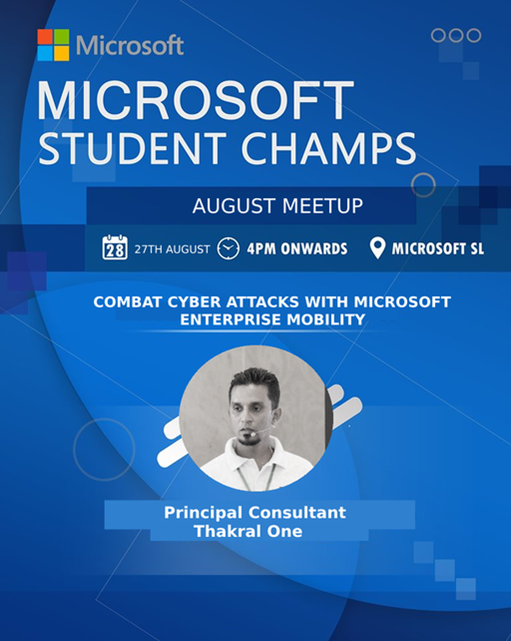 Microsoft
MICROSOFT
STUDENT CHAMPS
AUGUST MEETUP
28 27TH AUGUST 4PM ONWARDS MICROSOFT SL
COMBAT CYBER ATTACKS WITH MICROSOFT
ENTERPRISE MOBILITY
Principal Consultant
Thakral One